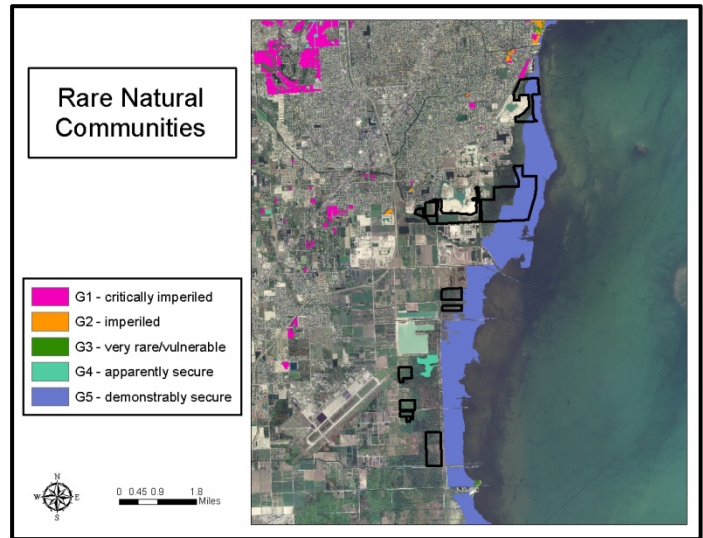 Rare Natural
Communities
G1 - critically imperiled
G2 - imperiled
G3 - very rare/vulnerable
G4 - apparently secure
G5 - demonstrably secure
N
W E
S
0 0.45 0.9 1.8
Miles